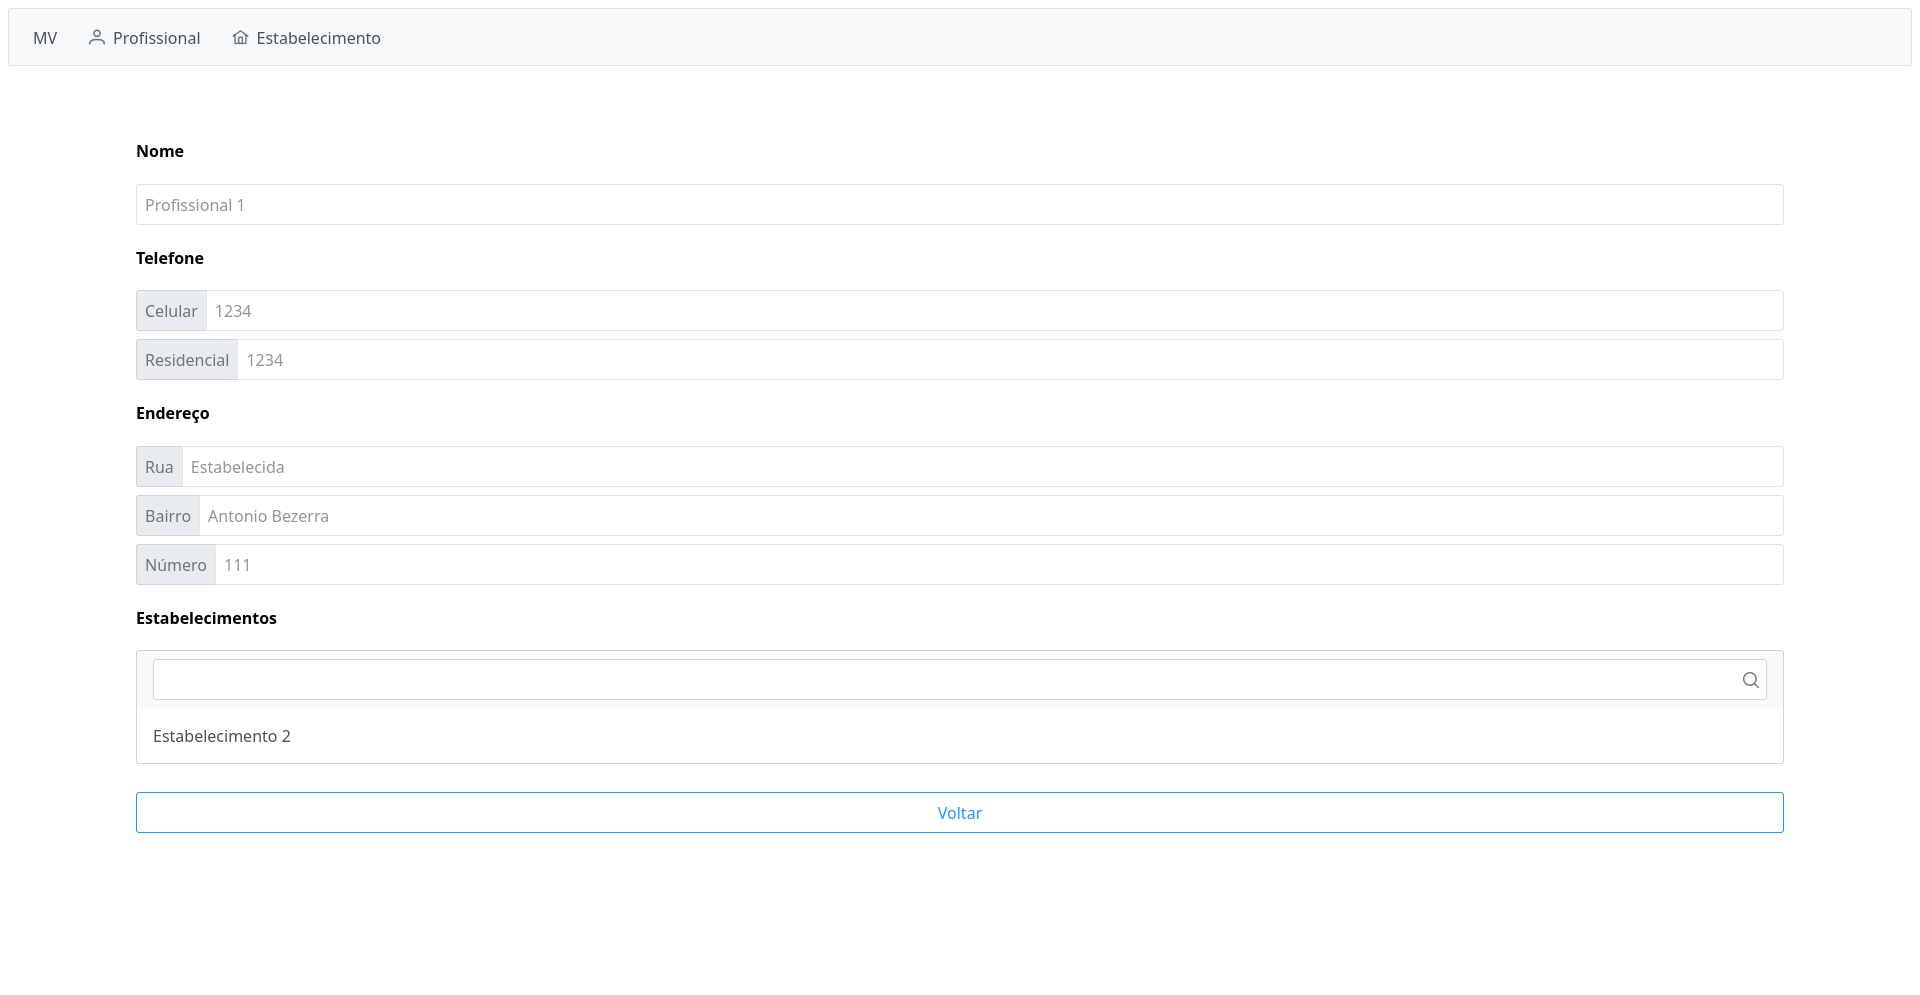 MV Profissional Estabelecimento
Nome
Profissional 1
Telefone
Celular 1234
Residencial 1234
Endereço
Rua Estabelecida
Bairro Antonio Bezerra
Número 111
Estabelecimentos
Estabelecimento 2
Voltar